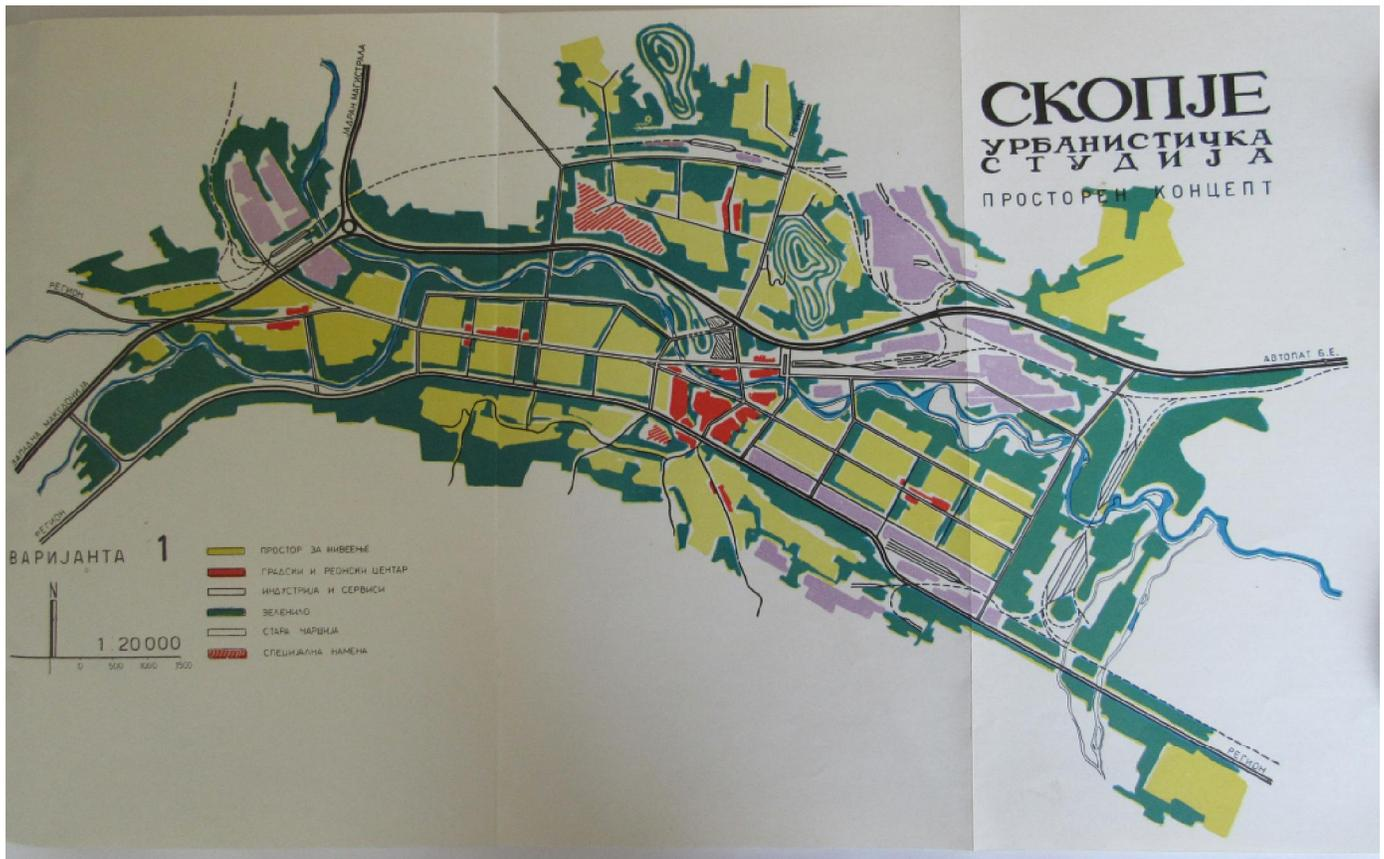 СКОПЈЕ
УРБАНИСТИЧКА
СТУДИЈА
ПРОСТОРЕН КОНЦЕПТ
ЈАДРАН МАГИСТРАЛА
РЕГИОН
РЕГИОН
АВТОПАТ Б.Е.
ЗАПАДНА МАКЕДОНИЈА
РЕГИОН
РЕГИОН
ВАРИЈАНТА 1
N
1:20000
0 500 1000 1500
ПРОСТОР ЗА ЖИВЕЕЊЕ
ГРАДСКИ И РЕОНСКИ ЦЕНТАР
ИНДУСТРИЈА И СЕРВИСИ
ЗЕЛЕНИЛО
СТАРА ЧАРШИЈА
СПЕЦИЈАЛНА НАМЕНА